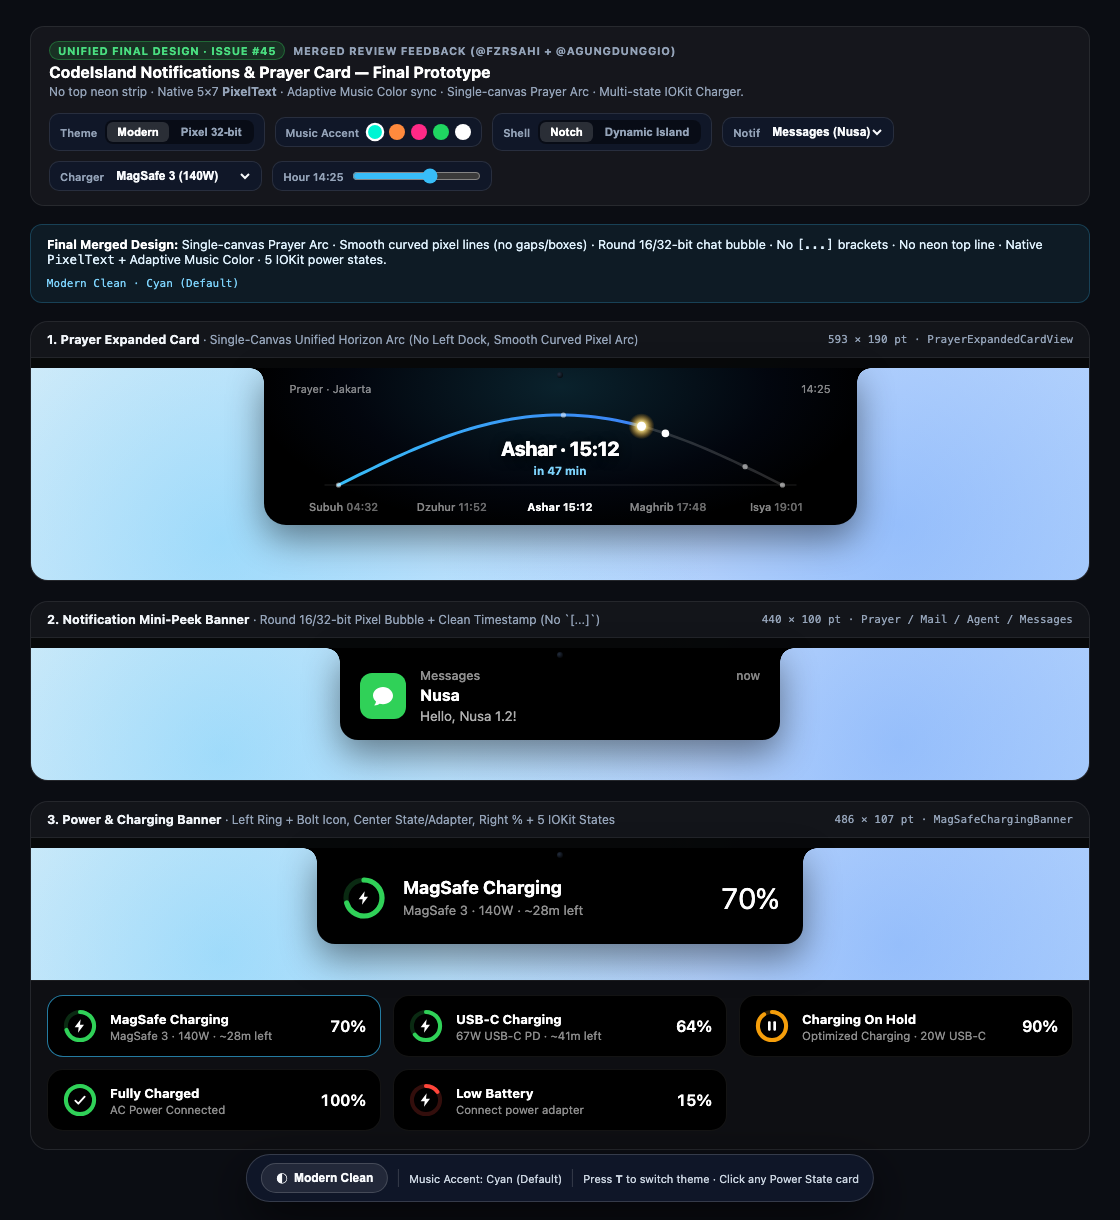 UNIFIED FINAL DESIGN · ISSUE #45 MERGED REVIEW FEEDBACK (@FZRSAHI + @AGUNGDUNGGIO)
CodeIsland Notifications & Prayer Card — Final Prototype
No top neon strip · Native 5×7 PixelText · Adaptive Music Color sync · Single-canvas Prayer Arc · Multi-state IOKit Charger.
Theme Modern Pixel 32-bit Music Accent Shell Notch Dynamic Island Notif Messages (Nusa)
Charger MagSafe 3 (140W) Hour 14:25
Final Merged Design: Single-canvas Prayer Arc · Smooth curved pixel lines (no gaps/boxes) · Round 16/32-bit chat bubble · No [...] brackets · No neon top line · Native
PixelText + Adaptive Music Color · 5 IOKit power states.
Modern Clean · Cyan (Default)
1. Prayer Expanded Card · Single-Canvas Unified Horizon Arc (No Left Dock, Smooth Curved Pixel Arc) 593 × 190 pt · PrayerExpandedCardView
Prayer · Jakarta 14:25
Ashar · 15:12
in 47 min
Subuh 04:32 Dzuhur 11:52 Ashar 15:12 Maghrib 17:48 Isya 19:01
2. Notification Mini-Peek Banner · Round 16/32-bit Pixel Bubble + Clean Timestamp (No `[...]`) 440 × 100 pt · Prayer / Mail / Agent / Messages
Messages now
Nusa
Hello, Nusa 1.2!
3. Power & Charging Banner · Left Ring + Bolt Icon, Center State/Adapter, Right % + 5 IOKit States 486 × 107 pt · MagSafeChargingBanner
MagSafe Charging
MagSafe 3 · 140W · ~28m left
70%
MagSafe Charging
MagSafe 3 · 140W · ~28m left
70%
USB-C Charging
67W USB-C PD · ~41m left
64%
Charging On Hold
Optimized Charging · 20W USB-C
90%
Fully Charged
AC Power Connected
100%
Low Battery
Connect power adapter
15%
Modern Clean Music Accent: Cyan (Default) Press T to switch theme · Click any Power State card